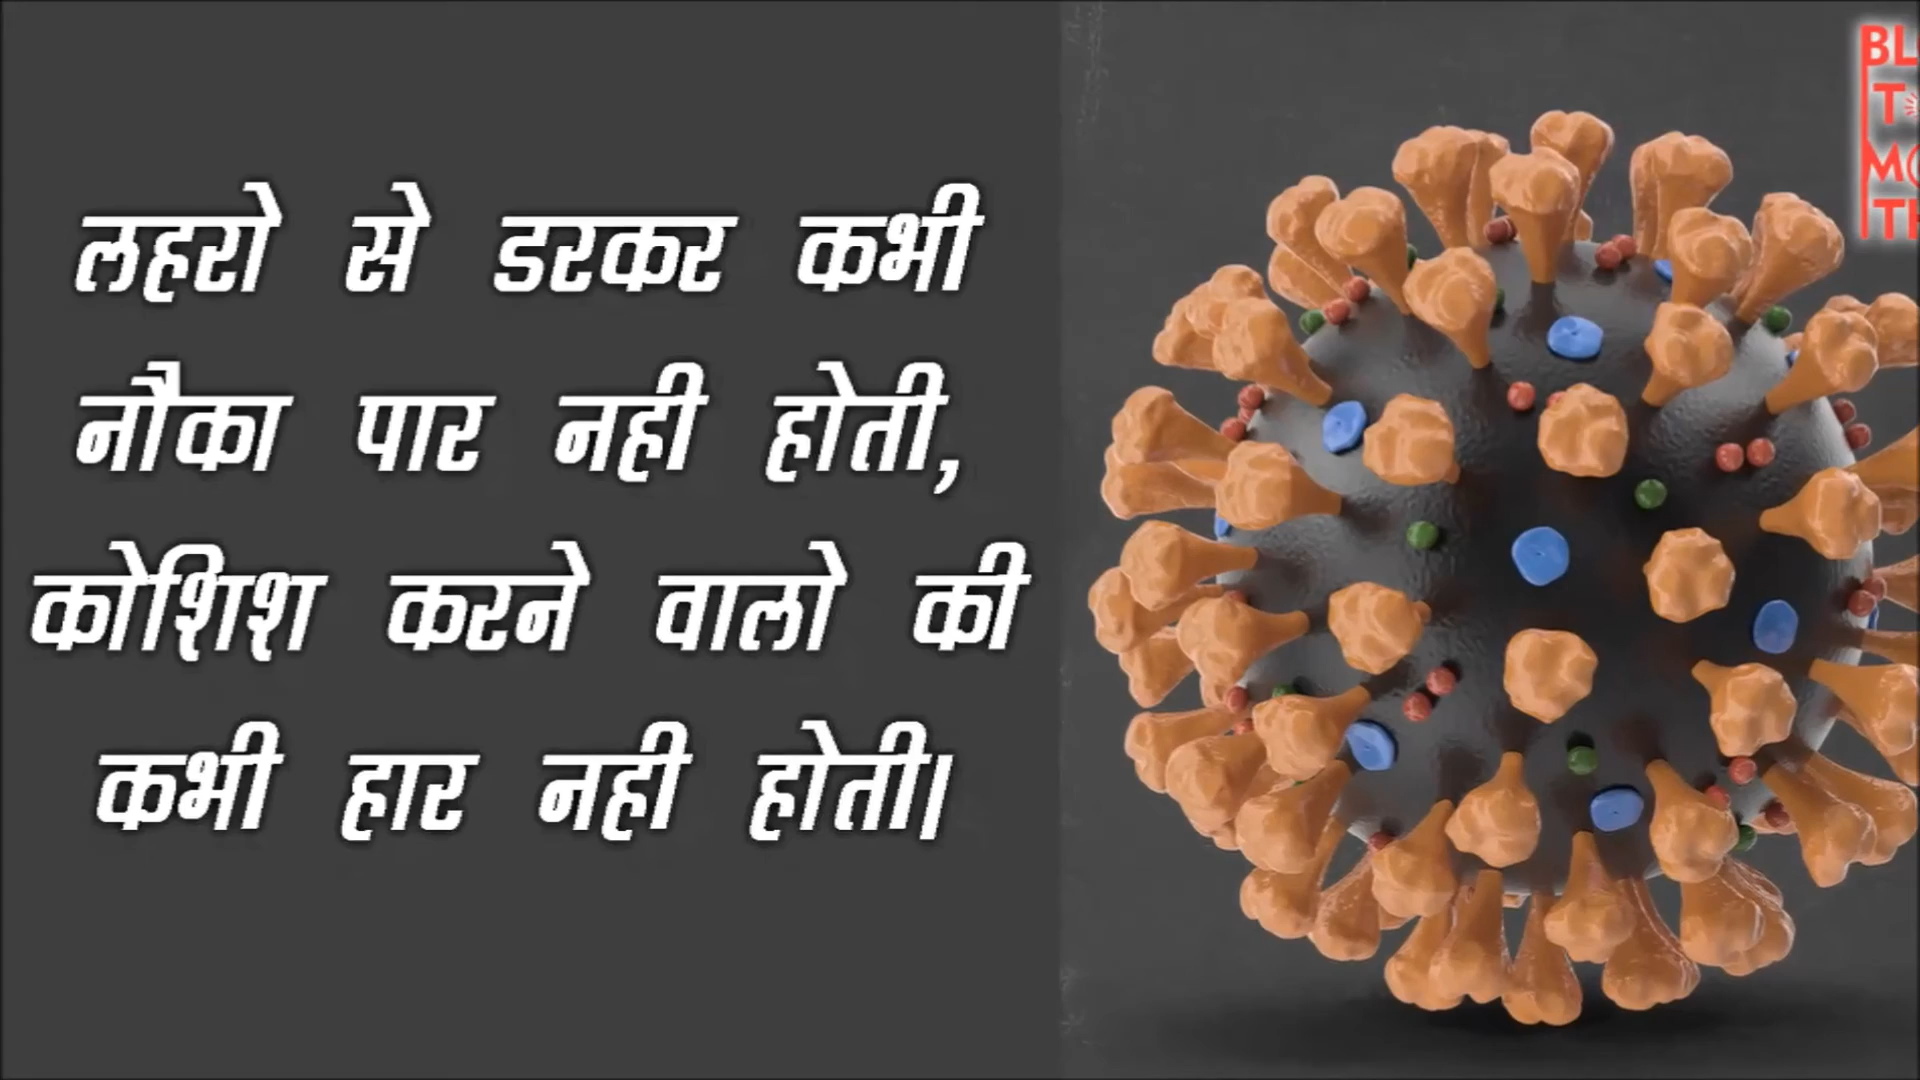 लहरो से डरकर कभी
नौका पार नही होती,
कोशिश करने वालो की
कभी हार नही होती।